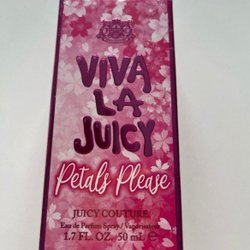 VIVA
LA
JUICY
Petals Please
JUICY COUTURE
Eau de Parfum Spray / Vaporisateur
1.7 FL. OZ. 50 mL ℮